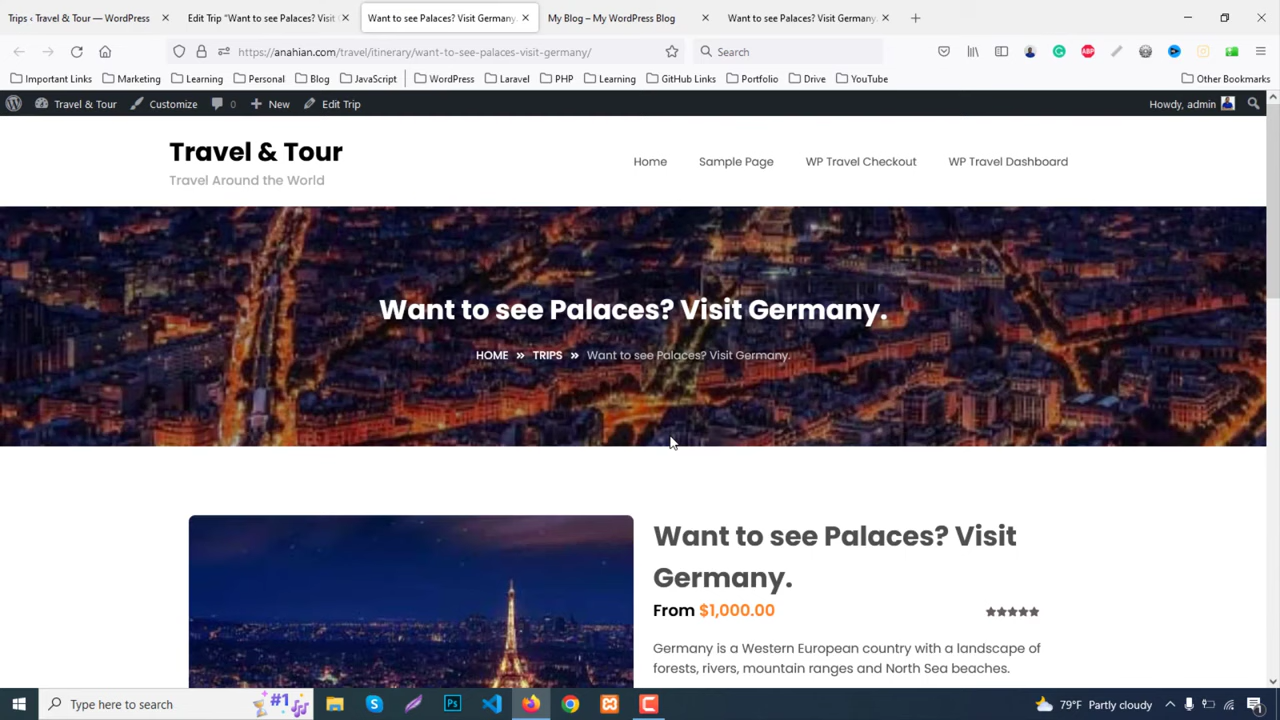 Trips ‹ Travel & Tour — WordPress
Edit Trip "Want to see Palaces? Visit
Want to see Palaces? Visit Germany.
My Blog – My WordPress Blog
Want to see Palaces? Visit Germany.
https://anahian.com/travel/itinerary/want-to-see-palaces-visit-germany/
Search
Important Links
Marketing
Learning
Personal
Blog
JavaScript
WordPress
Laravel
PHP
Learning
GitHub Links
Portfolio
Drive
YouTube
Other Bookmarks
Travel & Tour
Customize
0
New
Edit Trip
Howdy, admin
Travel & Tour
Travel Around the World
Home
Sample Page
WP Travel Checkout
WP Travel Dashboard
Want to see Palaces? Visit Germany.
HOME » TRIPS » Want to see Palaces? Visit Germany.
Want to see Palaces? Visit
Germany.
From $1,000.00
Germany is a Western European country with a landscape of
forests, rivers, mountain ranges and North Sea beaches.
Type here to search
#1
79°F Partly cloudy